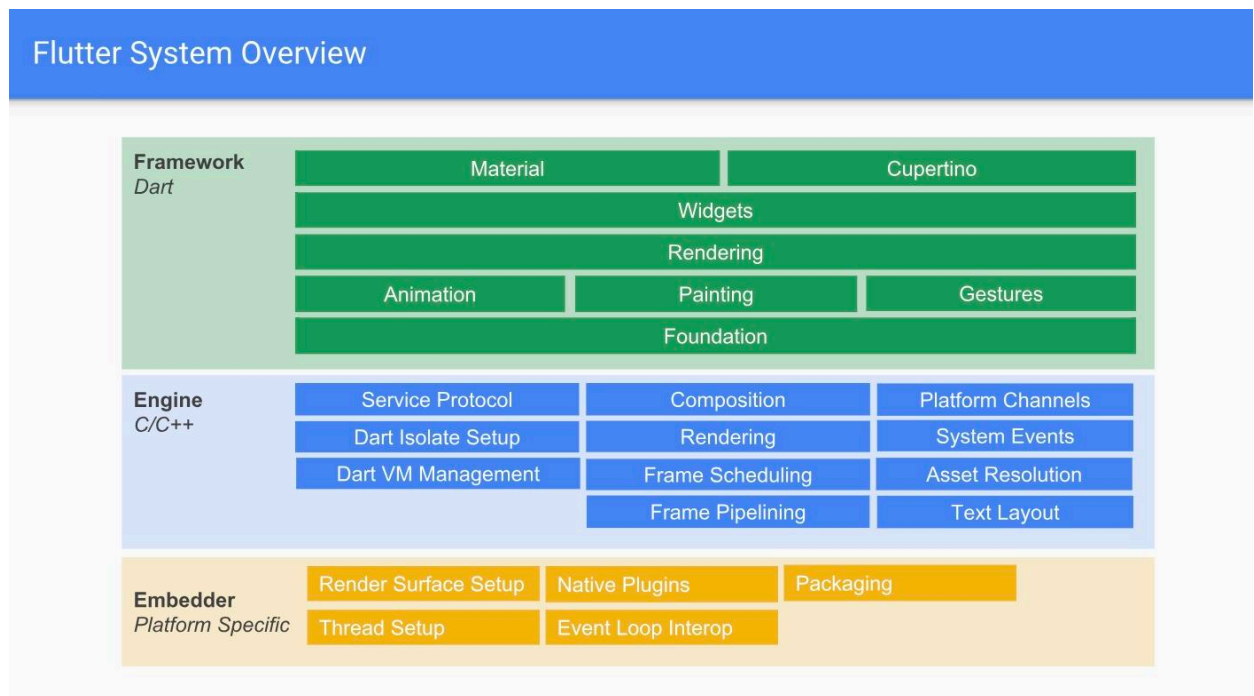 Flutter System Overview
Framework
Dart
Material
Cupertino
Widgets
Rendering
Animation
Painting
Gestures
Foundation
Engine
C/C++
Service Protocol
Composition
Platform Channels
Dart Isolate Setup
Rendering
System Events
Dart VM Management
Frame Scheduling
Asset Resolution
Frame Pipelining
Text Layout
Embedder
Platform Specific
Render Surface Setup
Native Plugins
Packaging
Thread Setup
Event Loop Interop